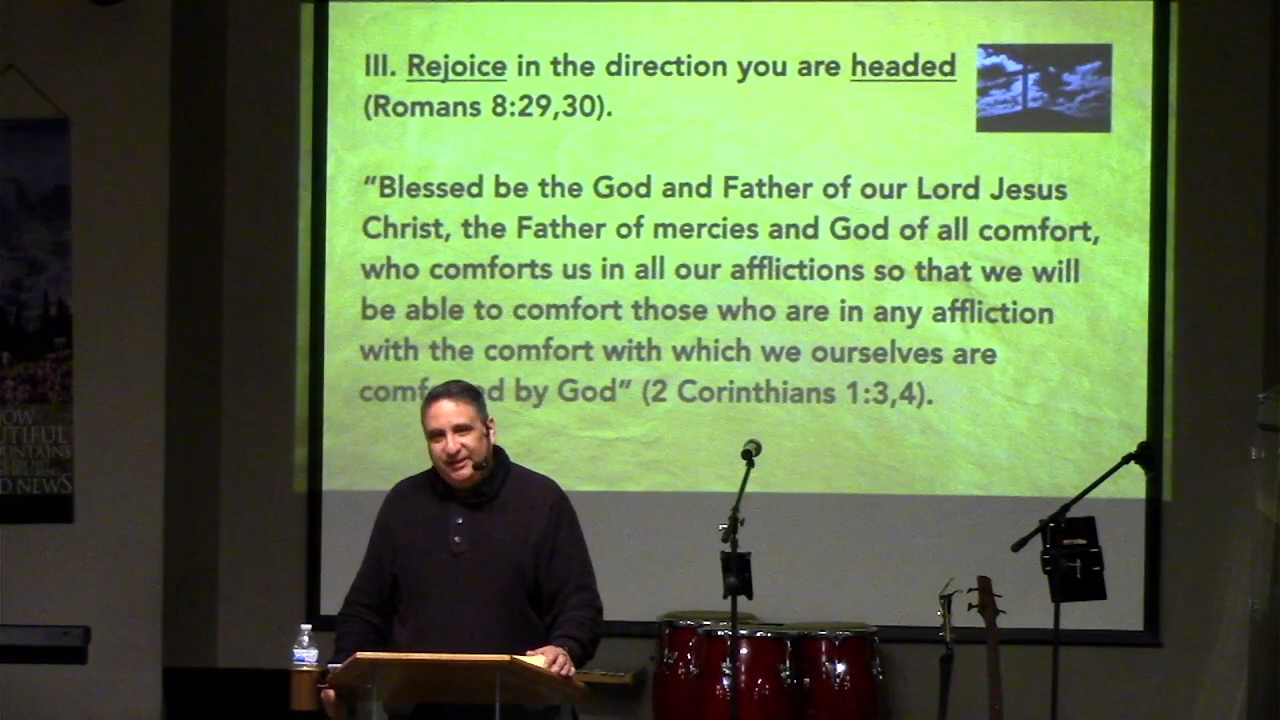 III. Rejoice in the direction you are headed
(Romans 8:29,30).
“Blessed be the God and Father of our Lord Jesus
Christ, the Father of mercies and God of all comfort,
who comforts us in all our afflictions so that we will
be able to comfort those who are in any affliction
with the comfort with which we ourselves are
by God” (2 Corinthians 1:3,4).
NEWS